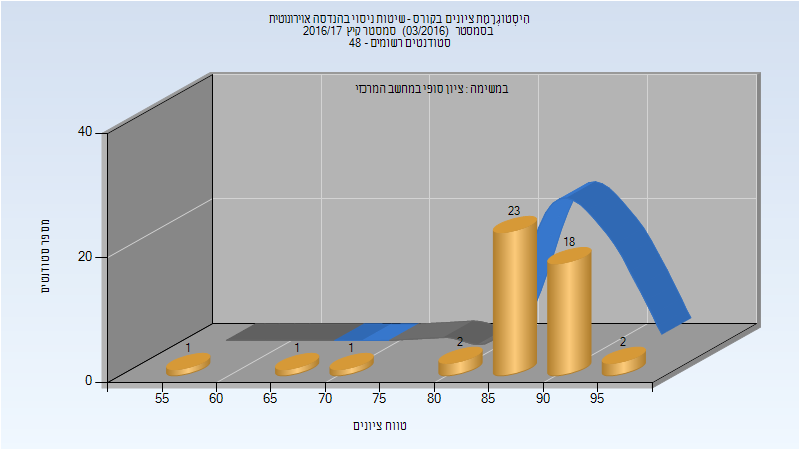 היסטוגרמת ציונים בקורס - שיטות ניסוי בהנדסה אוירונוטית
בסמסטר (03/2016) סמסטר קיץ 2016/17
סטודנטים רשומים - 48
במשימה : ציון סופי במחשב המרכזי
מספר סטודנטים
40
20
0
1
1
1
2
23
18
2
55 60 65 70 75 80 85 90 95
טווח ציונים